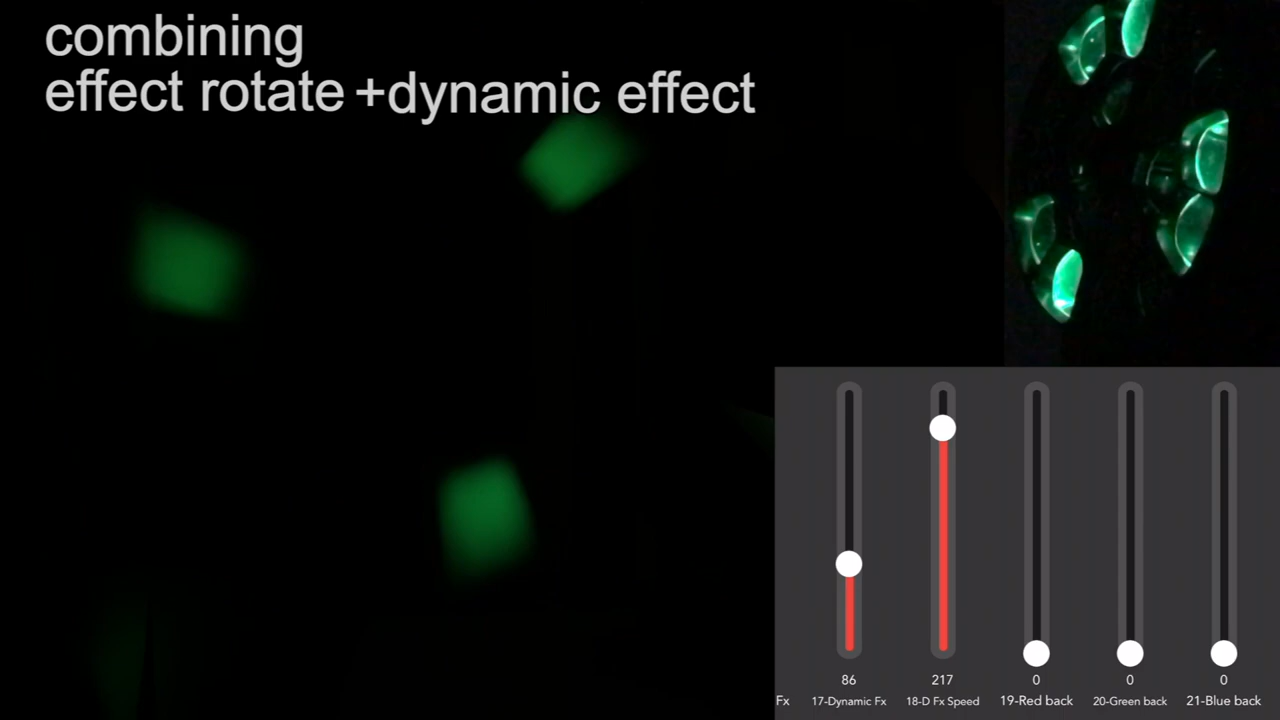 combining
effect rotate +dynamic effect
86 217 0 0 0
Fx 17-Dynamic Fx 18-D Fx Speed 19-Red back 20-Green back 21-Blue back